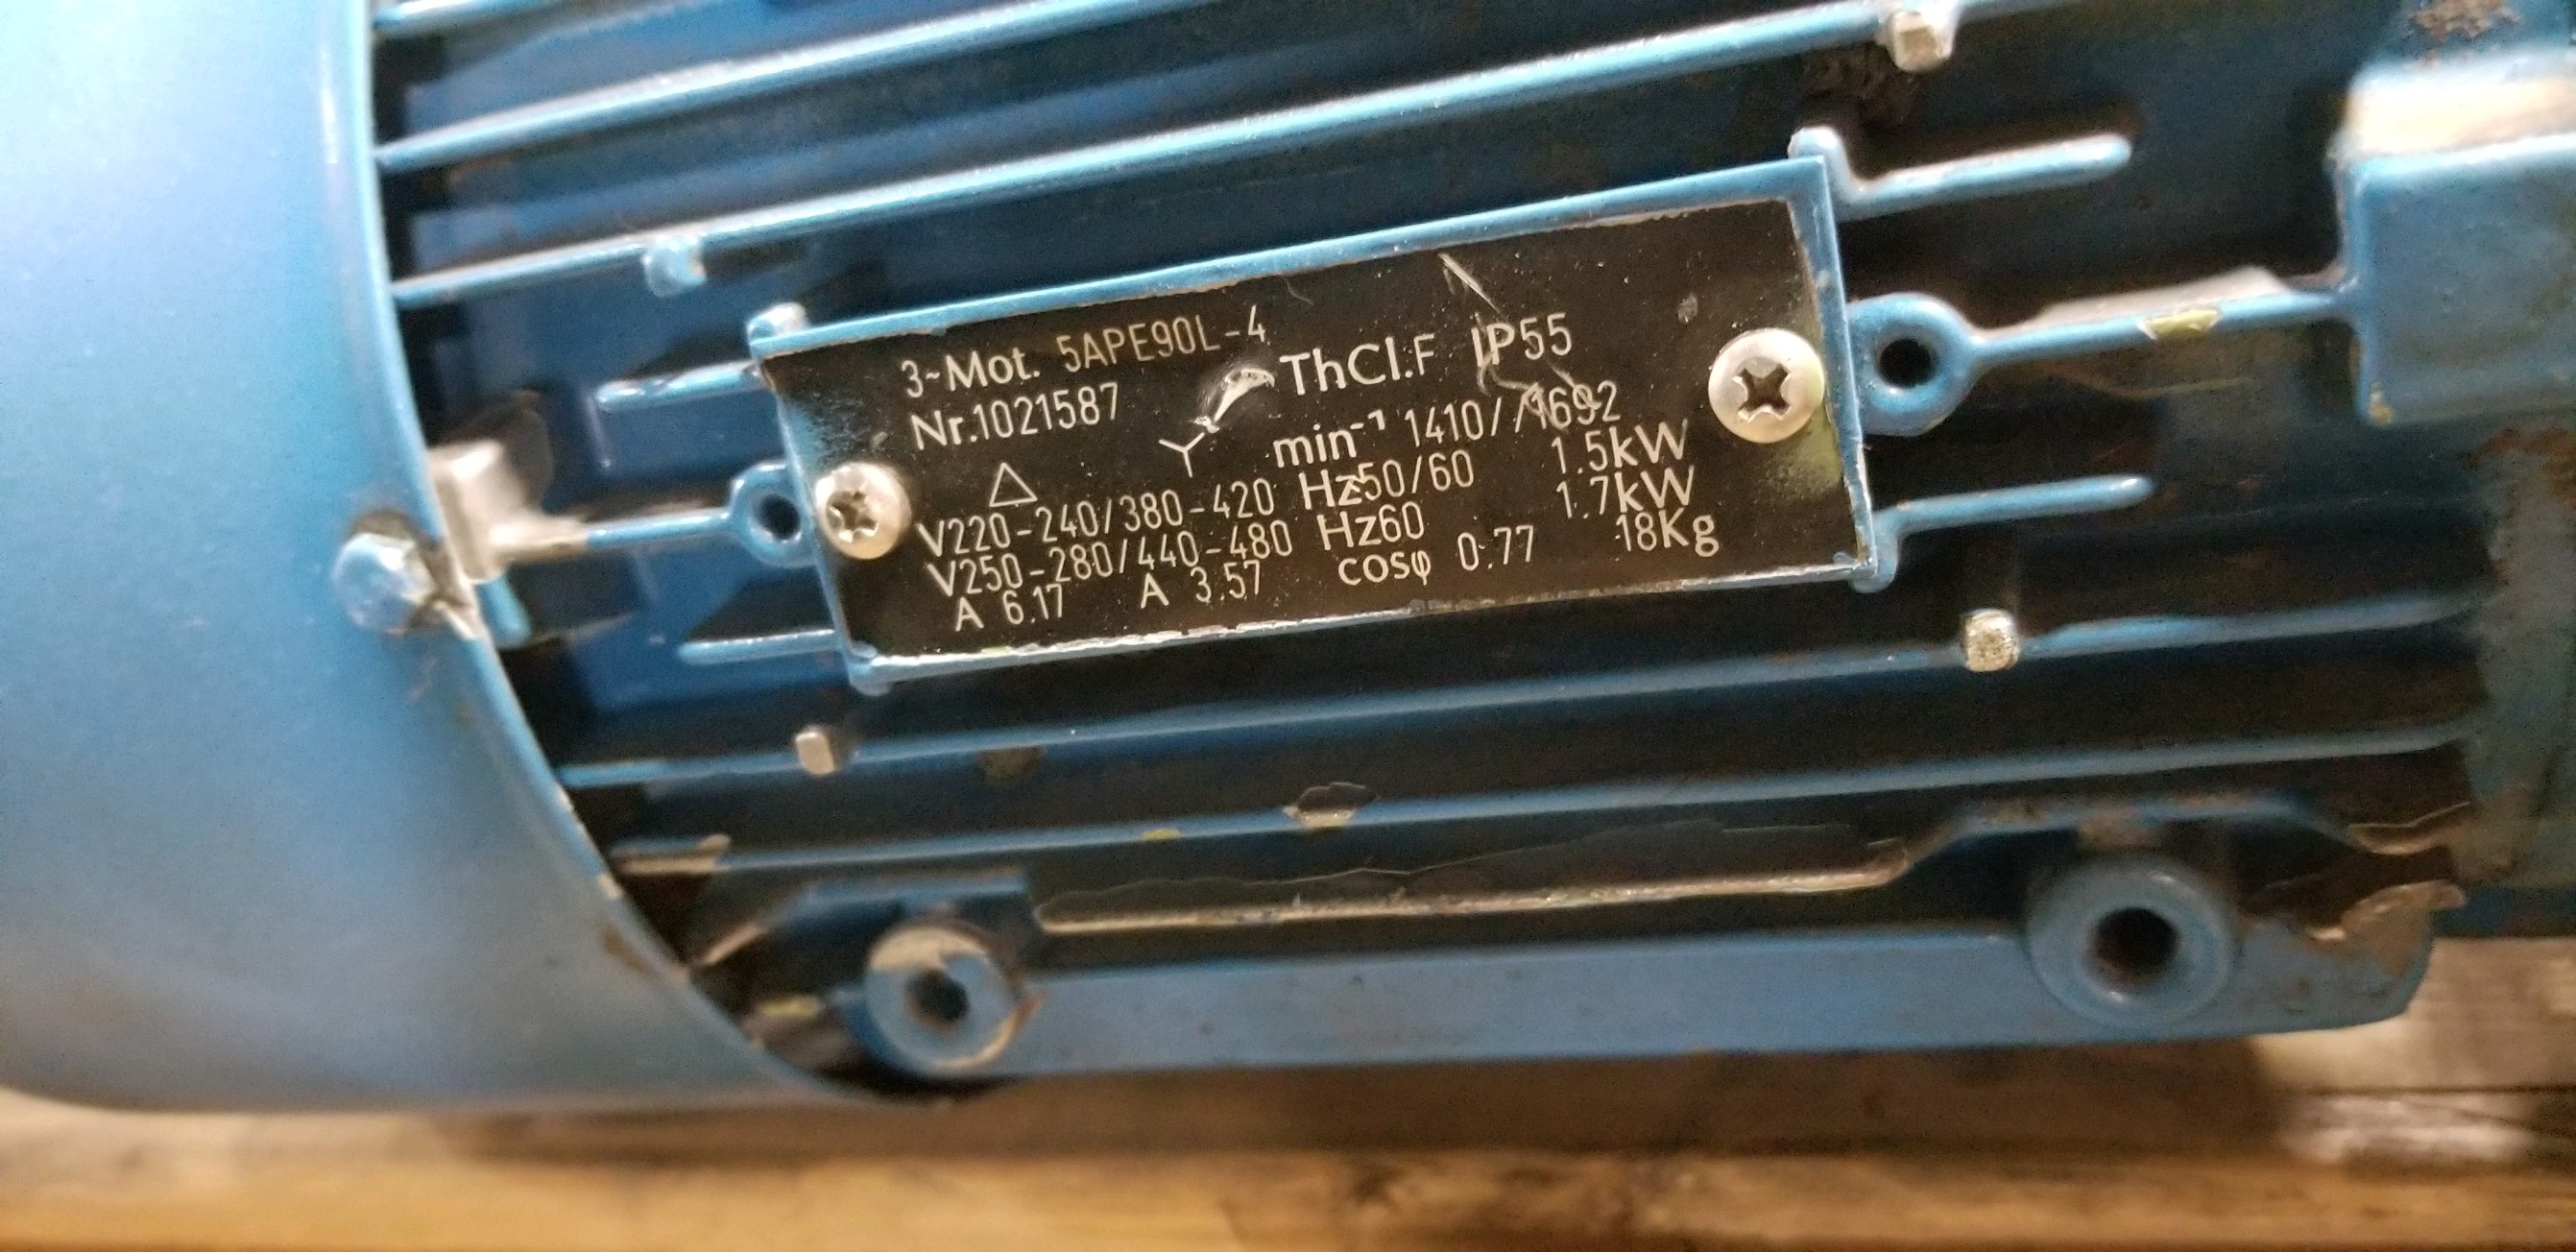 3~Mot. 5APE90L-4
Nr.1021587 ThCl.F IP55
△ Y min⁻¹ 1410/1692
V220-240/380-420 Hz50/60 1.5kW
V250-280/440-480 Hz60 1.7kW
A 6.17 A 3.57 cosφ 0.77 18Kg